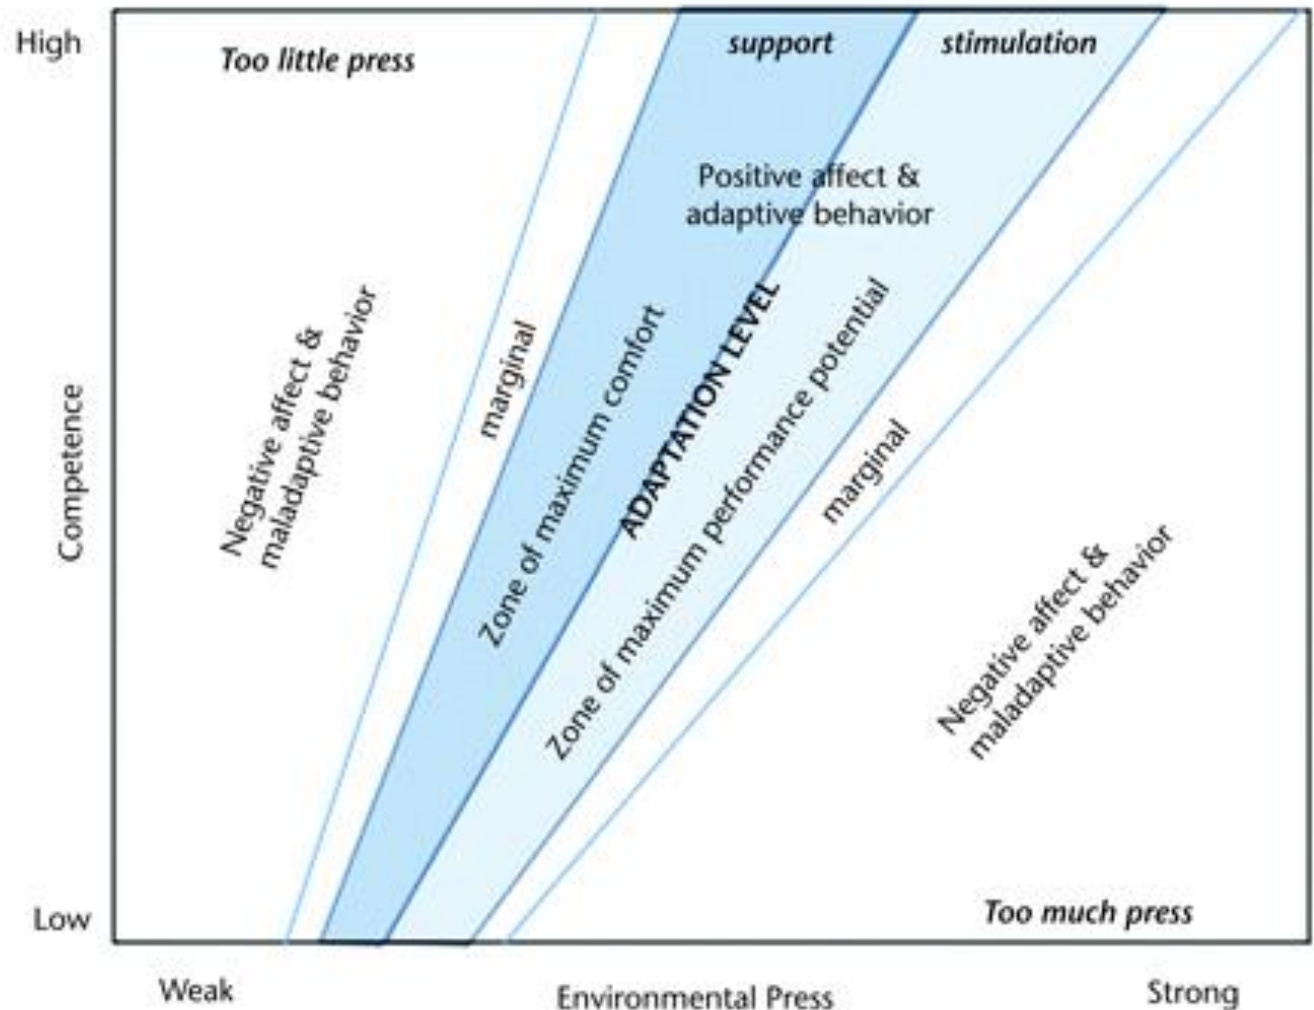 High
Too little press
support
stimulation
Positive affect &
adaptive behavior
Negative affect &
maladaptive behavior
marginal
Zone of maximum comfort
ADAPTATION LEVEL
Zone of maximum performance potential
marginal
Negative affect &
maladaptive behavior
Competence
Low
Too much press
Weak
Environmental Press
Strong